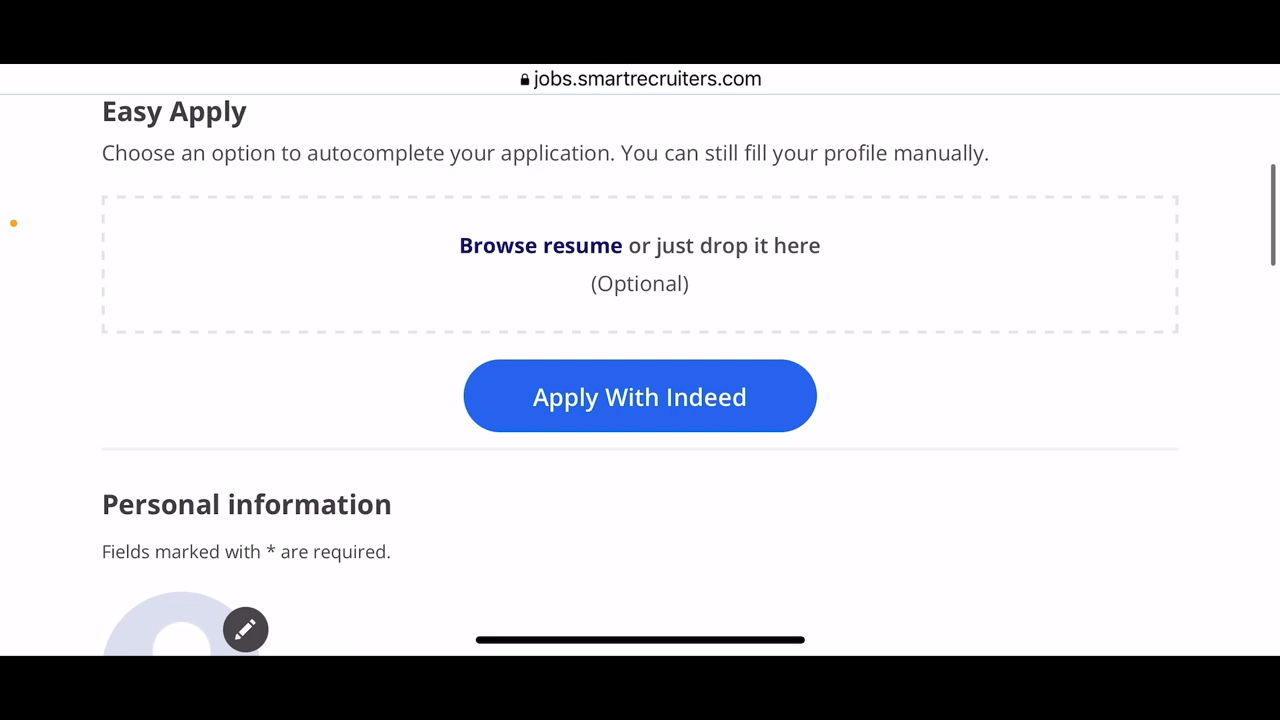 jobs.smartrecruiters.com
Easy Apply
Choose an option to autocomplete your application. You can still fill your profile manually.
Browse resume or just drop it here
(Optional)
Apply With Indeed
Personal information
Fields marked with * are required.